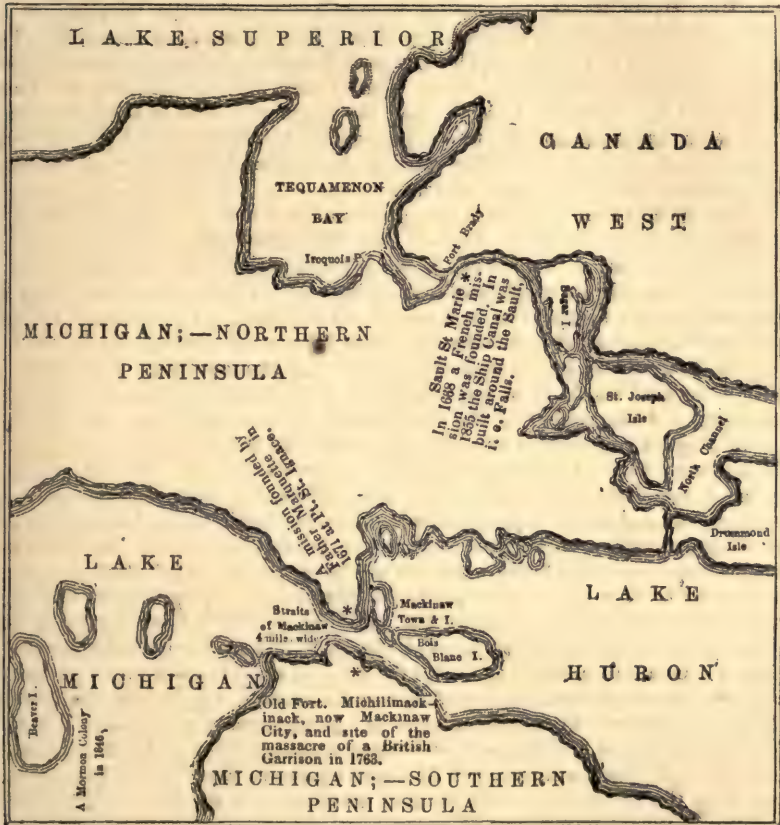 LAKE SUPERIOR
CANADA
WEST
TEQUAMENON
BAY
Iroquois P.
Fort Brady
MICHIGAN;—NORTHERN
PENINSULA
Sault St Marie *
In 1668 a French mis-
sion was founded. In
1855 the Ship Canal was
built around the Sault,
i. e. Falls.
Sugar I.
St. Joseph
Isle
North Channel
Drummond
Isle
A mission founded by
Father Marquette in
1671 at Pt. St. Ignace.
*
LAKE
MICHIGAN
Straits
of Mackinaw
4 mile. wide
Mackinaw
Town & I.
Bois
Blanc I.
LAKE
HURON
Beaver I.
A Mormon Colony
in 1846,
*
Old Fort. Michilimack-
inack, now Mackinaw
City, and site of the
massacre of a British
Garrison in 1763.
MICHIGAN;—SOUTHERN
PENINSULA